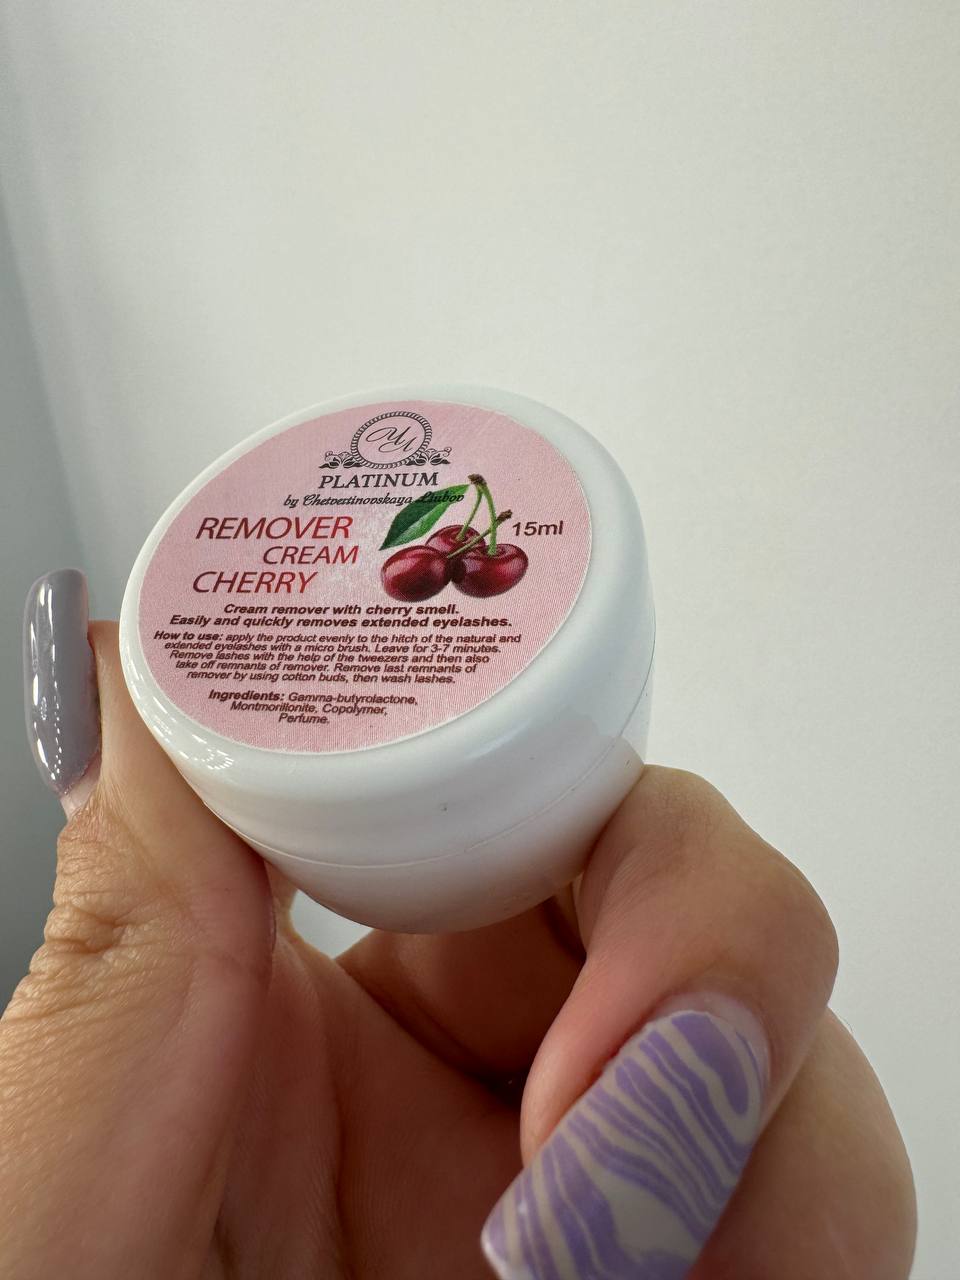 ЧЛ
PLATINUM
by Chetvertinovskaya Liubov
REMOVER
CREAM
CHERRY
15ml
Cream remover with cherry smell.
Easily and quickly removes extended eyelashes.
How to use: apply the product evenly to the hitch of the natural and
extended eyelashes with a micro brush. Leave for 3-7 minutes.
Remove lashes with the help of the tweezers and then also
take off remnants of remover. Remove last remnants of
remover by using cotton buds, then wash lashes.
Ingredients: Gamma-butyrolactone,
Montmorillonite, Copolymer,
Perfume.